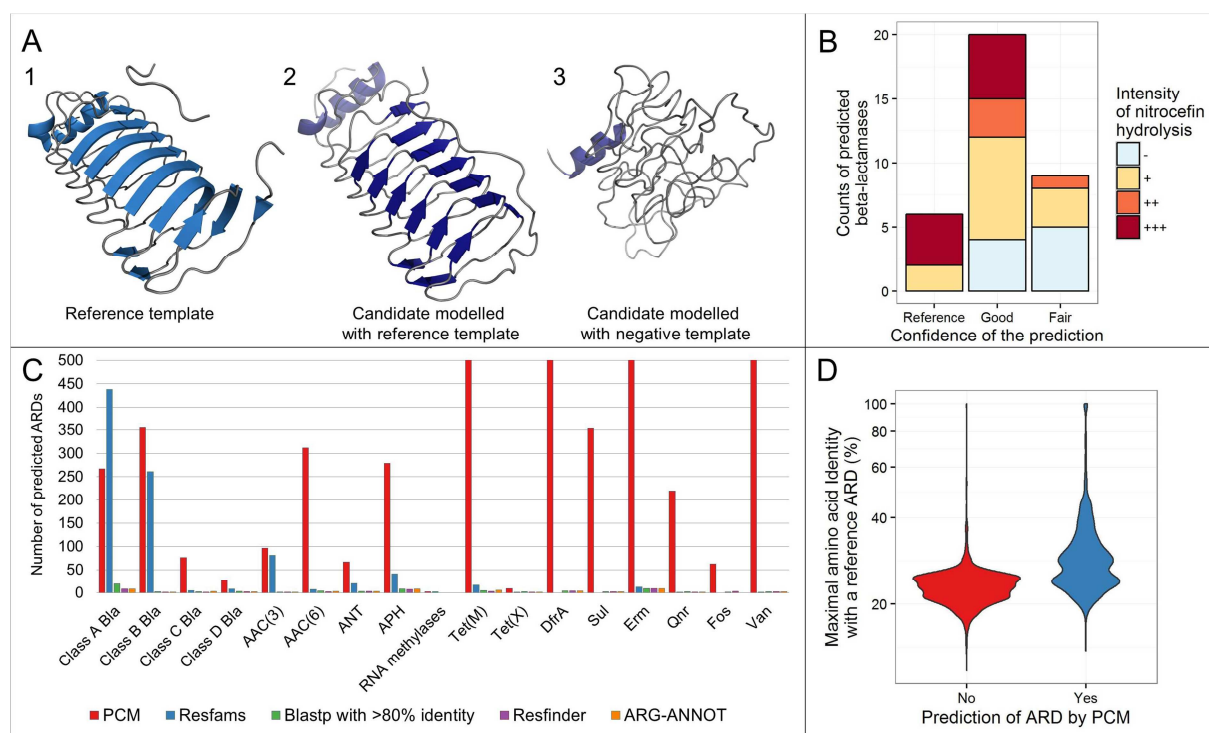 A
1
2
3
Reference template
Candidate modelled
with reference template
Candidate modelled
with negative template
B
Counts of predicted
beta-lactamases
20
15
10
5
0
Reference
Good
Fair
Confidence of the prediction
Intensity
of nitrocefin
hydrolysis
-
+
++
+++
C
Number of predicted ARDs
500
450
400
350
300
250
200
150
100
50
0
Class A Bla
Class B Bla
Class C Bla
Class D Bla
AAC(3)
AAC(6)
ANT
APH
RNA methylases
Tet(M)
Tet(X)
DfrA
Sul
Erm
Qnr
Fos
Van
PCM
Resfams
Blastp with >80% identity
Resfinder
ARG-ANNOT
D
Maximal amino acid Identity
with a reference ARD (%)
100
80
60
40
20
No
Yes
Prediction of ARD by PCM